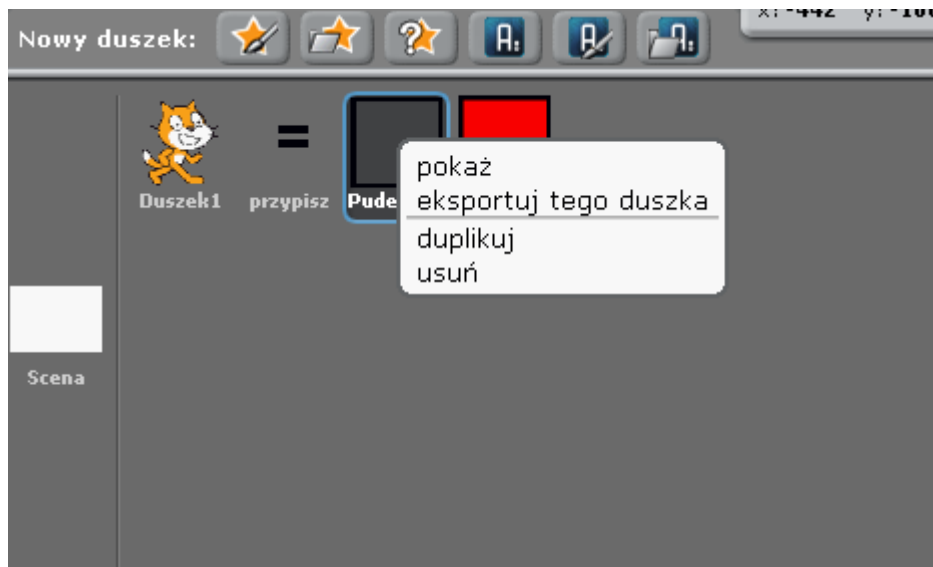 Nowy duszek:
Duszek1 przypisz Pude
pokaż
eksportuj tego duszka
duplikuj
usuń
Scena